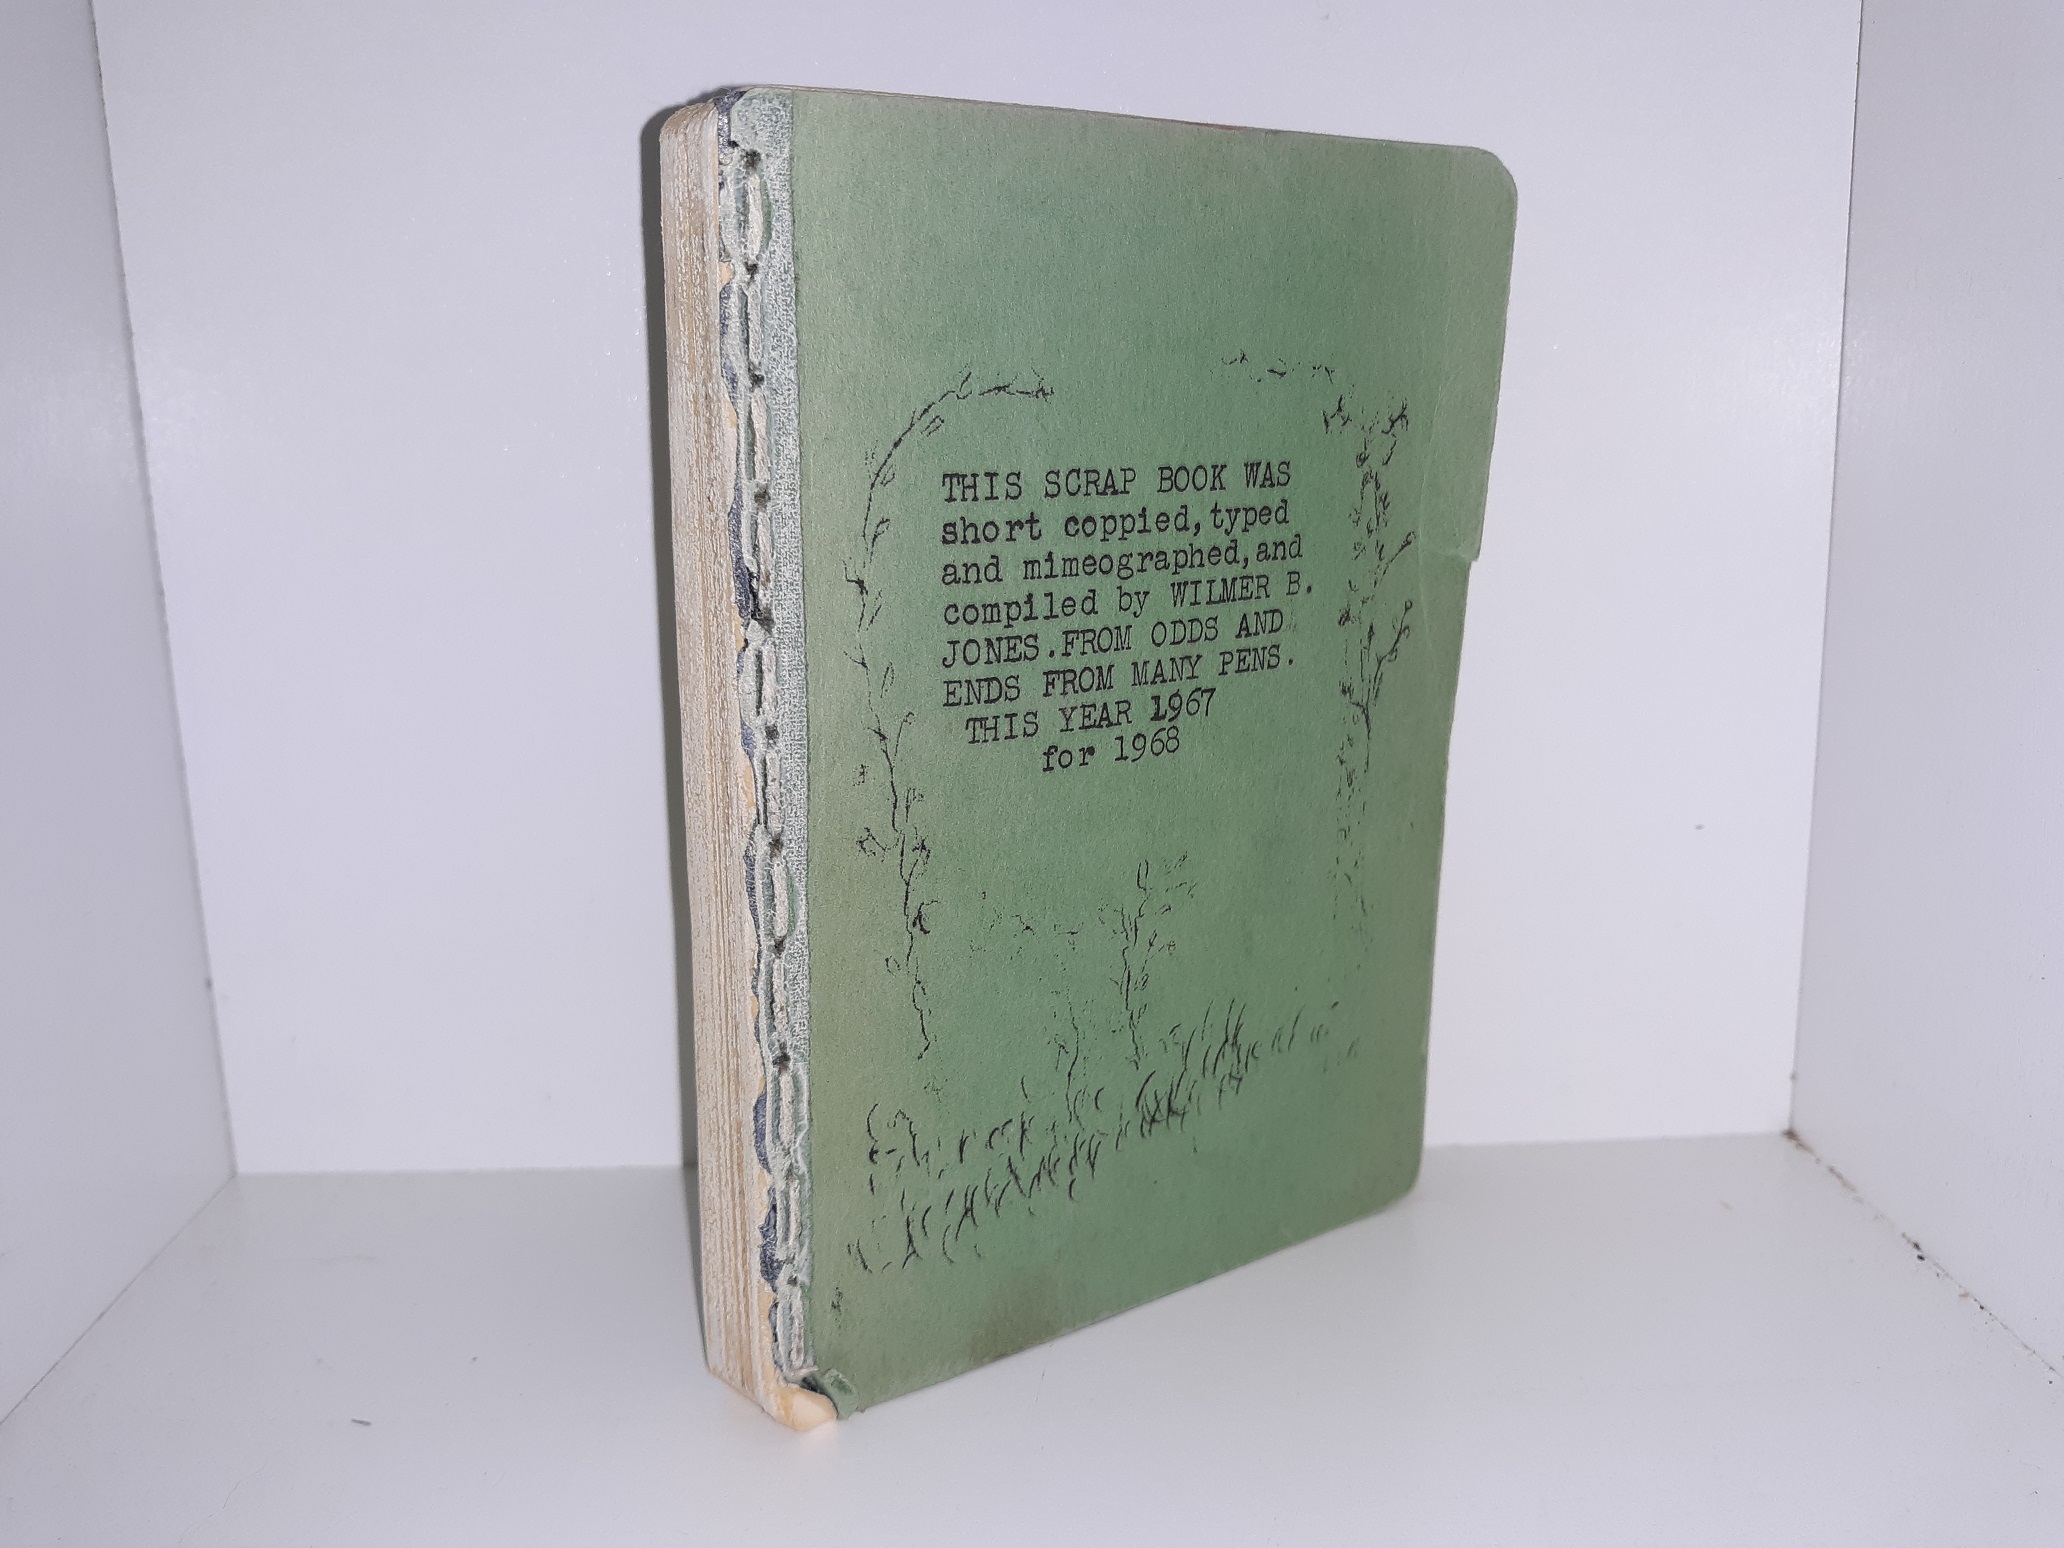 THIS SCRAP BOOK WAS
short coppied, typed
and mimeographed, and
compiled by WILMER B.
JONES. FROM ODDS AND
ENDS FROM MANY PENS.
THIS YEAR 1967
for 1968